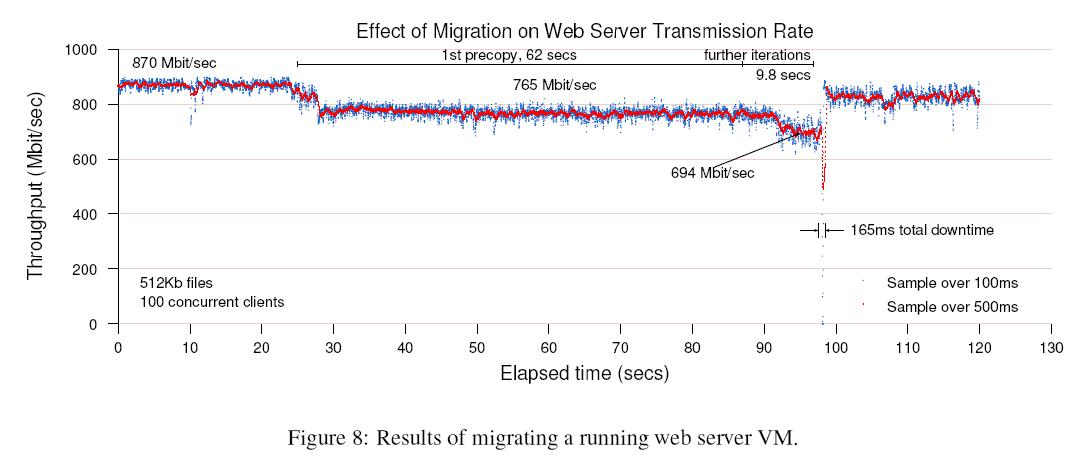 Effect of Migration on Web Server Transmission Rate
1000
870 Mbit/sec
1st precopy, 62 secs
further iterations
9.8 secs
765 Mbit/sec
800
694 Mbit/sec
600
400
165ms total downtime
200
512Kb files
100 concurrent clients
Sample over 100ms
Sample over 500ms
0
Throughput (Mbit/sec)
0 10 20 30 40 50 60 70 80 90 100 110 120 130
Elapsed time (secs)
Figure 8: Results of migrating a running web server VM.